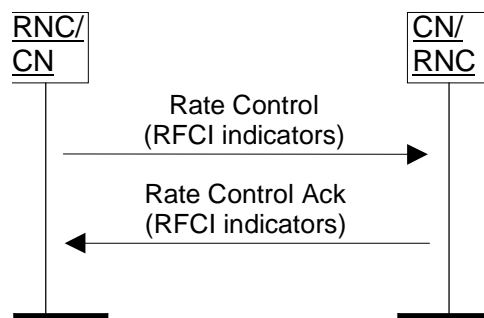 RNC/
CN
CN/
RNC
Rate Control
(RFCI indicators)
Rate Control Ack
(RFCI indicators)